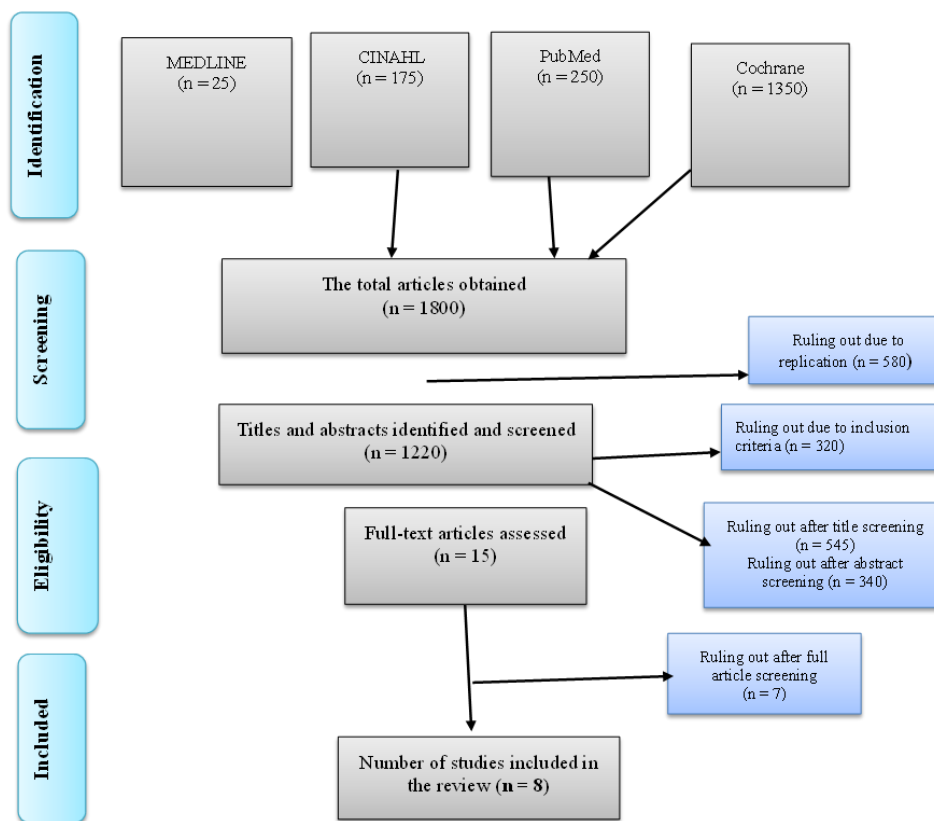 Identification
MEDLINE
(n = 25)
CINAHL
(n = 175)
PubMed
(n = 250)
Cochrane
(n = 1350)
Screening
The total articles obtained
(n = 1800)
Ruling out due to
replication (n = 580)
Titles and abstracts identified and screened
(n = 1220)
Ruling out due to inclusion
criteria (n = 320)
Eligibility
Full-text articles assessed
(n = 15)
Ruling out after title screening
(n = 545)
Ruling out after abstract
screening (n = 340)
Ruling out after full
article screening
(n = 7)
Included
Number of studies included in
the review (n = 8)